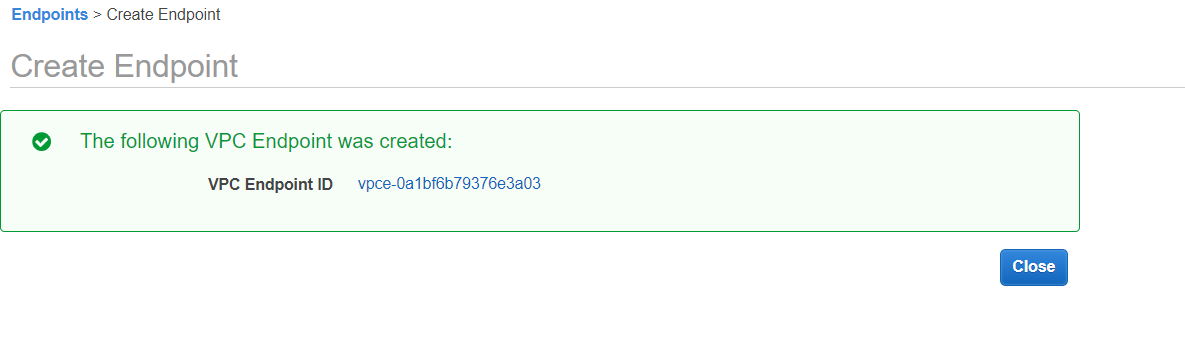 Endpoints > Create Endpoint
Create Endpoint
The following VPC Endpoint was created:
VPC Endpoint ID vpce-0a1bf6b79376e3a03
Close